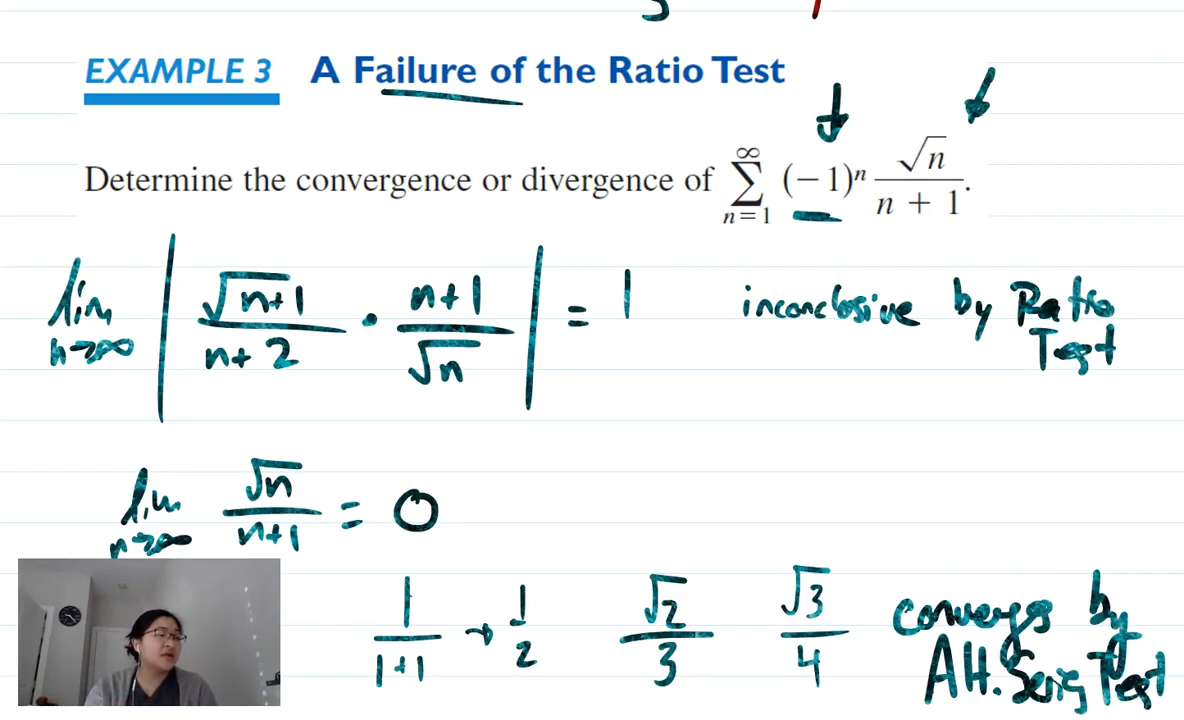 EXAMPLE 3 A Failure of the Ratio Test
Determine the convergence or divergence of ∑_{n=1}^{∞} (−1)^n √n/(n + 1).
lim_{n→∞} | √(n+1)/(n+2) · (n+1)/√n | = 1 inconclusive by Ratio Test
lim_{n→∞} √n/(n+1) = 0
1/(1+1) → 1/2 √2/3 √3/4 converges by
Alt. Series Test